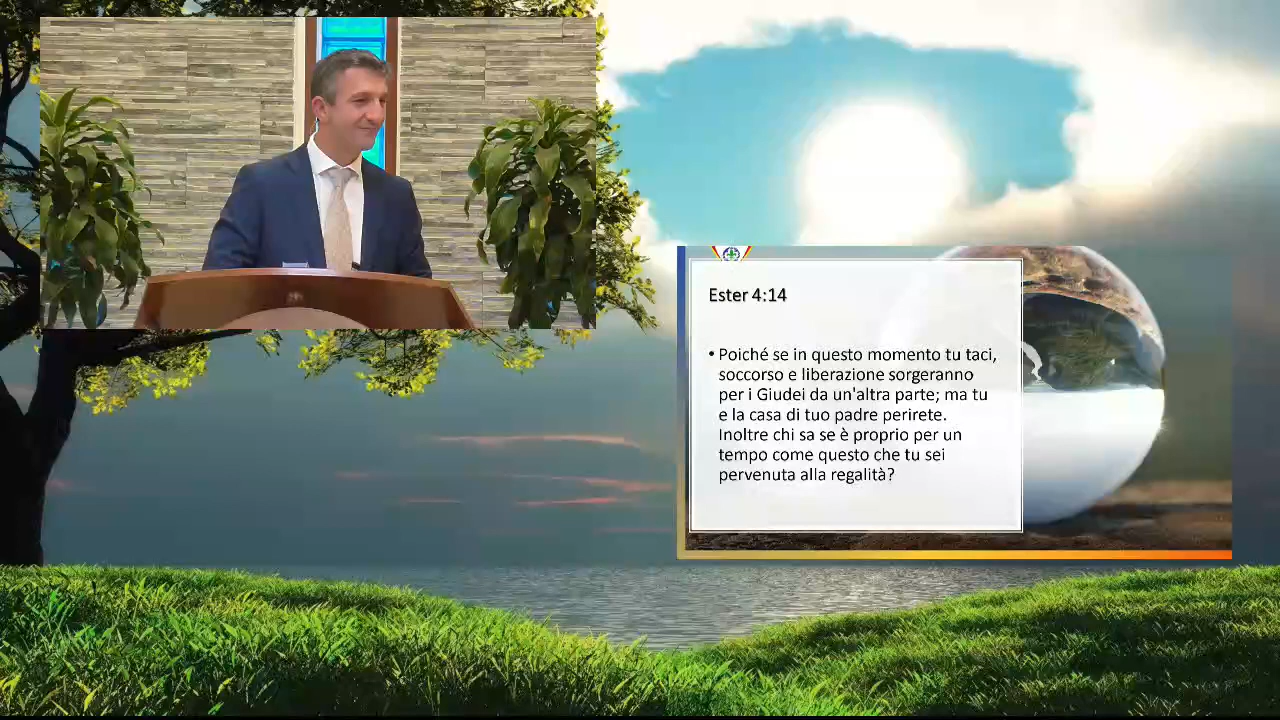 Ester 4:14
• Poiché se in questo momento tu taci,
soccorso e liberazione sorgeranno
per i Giudei da un'altra parte; ma tu
e la casa di tuo padre perirete.
Inoltre chi sa se è proprio per un
tempo come questo che tu sei
pervenuta alla regalità?